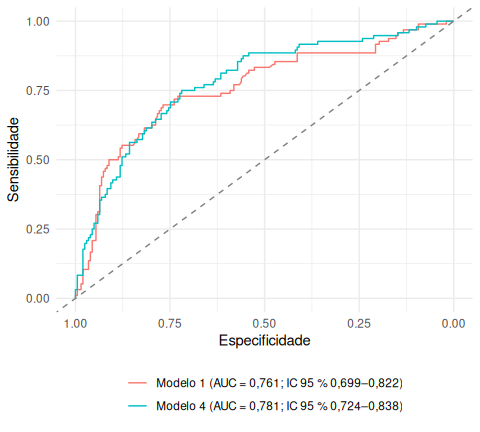 1.00
0.75
0.50
0.25
0.00
Sensibilidade
1.00 0.75 0.50 0.25 0.00
Especificidade
Modelo 1 (AUC = 0,761; IC 95 % 0,699–0,822)
Modelo 4 (AUC = 0,781; IC 95 % 0,724–0,838)